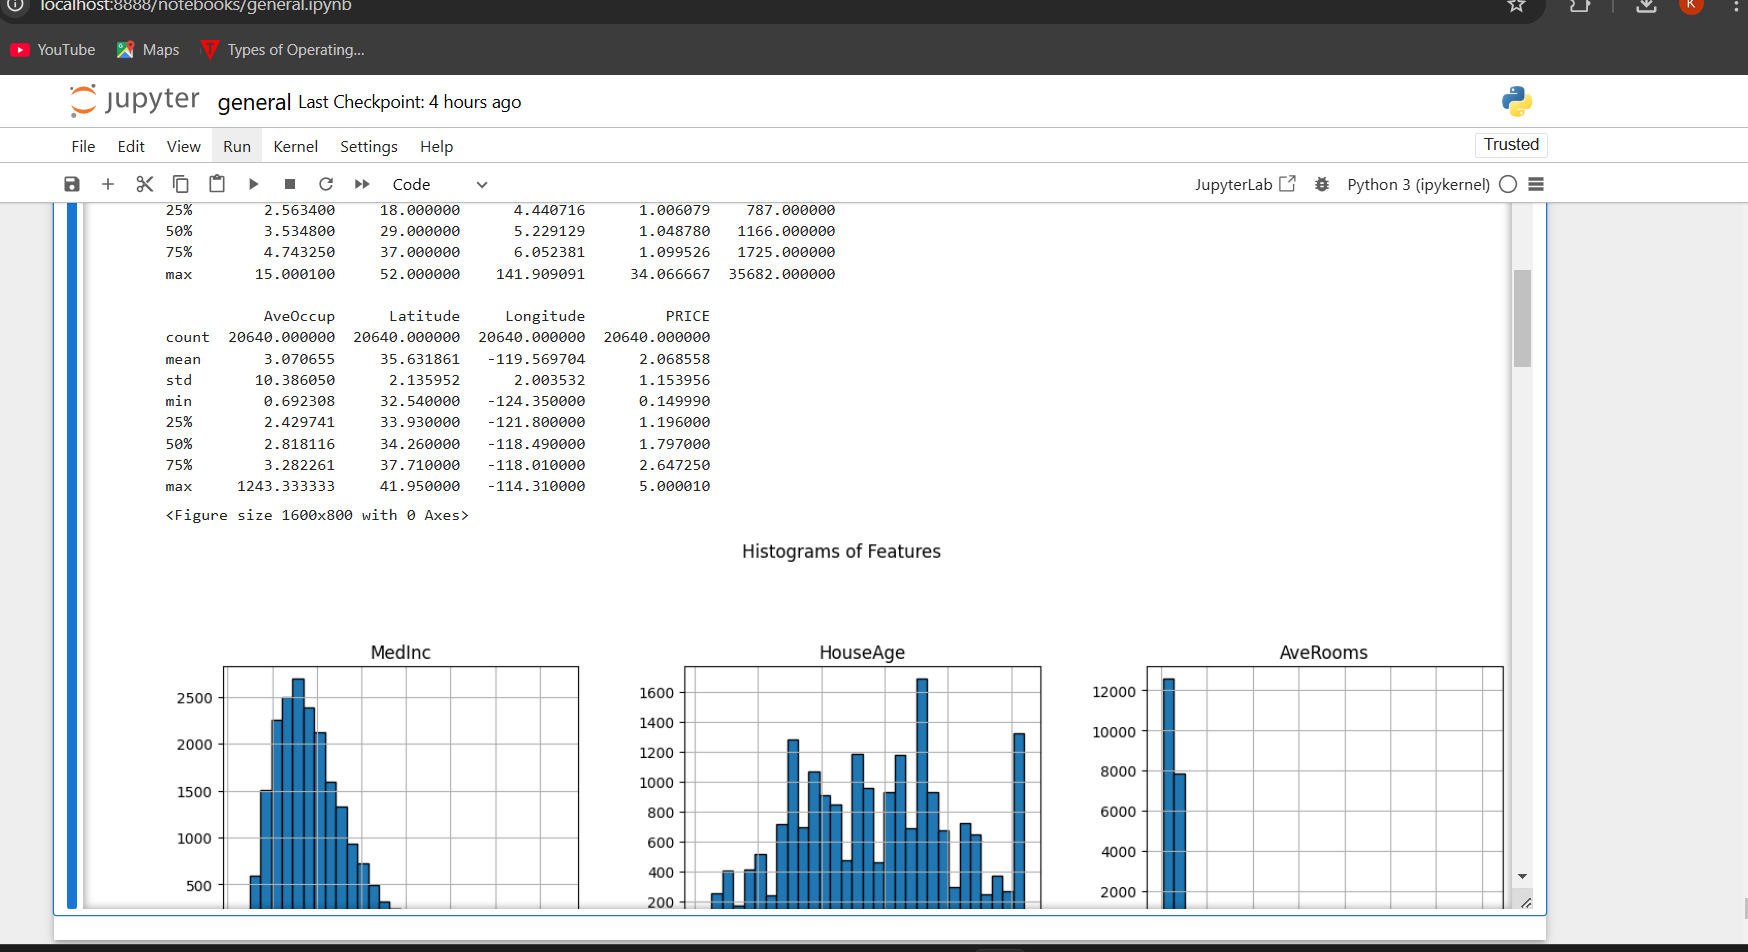 localhost:8888/notebooks/general.ipynb
K
YouTube Maps Types of Operating...
jupyter general Last Checkpoint: 4 hours ago
File Edit View Run Kernel Settings Help Trusted
Code JupyterLab Python 3 (ipykernel)
25% 2.563400 18.000000 4.440716 1.006079 787.000000
50% 3.534800 29.000000 5.229129 1.048780 1166.000000
75% 4.743250 37.000000 6.052381 1.099526 1725.000000
max 15.000100 52.000000 141.909091 34.066667 35682.000000
AveOccup Latitude Longitude PRICE
count 20640.000000 20640.000000 20640.000000 20640.000000
mean 3.070655 35.631861 -119.569704 2.068558
std 10.386050 2.135952 2.003532 1.153956
min 0.692308 32.540000 -124.350000 0.149990
25% 2.429741 33.930000 -121.800000 1.196000
50% 2.818116 34.260000 -118.490000 1.797000
75% 3.282261 37.710000 -118.010000 2.647250
max 1243.333333 41.950000 -114.310000 5.000010
<Figure size 1600x800 with 0 Axes>
Histograms of Features
MedInc
2500
2000
1500
1000
500
HouseAge
1600
1400
1200
1000
800
600
400
200
AveRooms
12000
10000
8000
6000
4000
2000